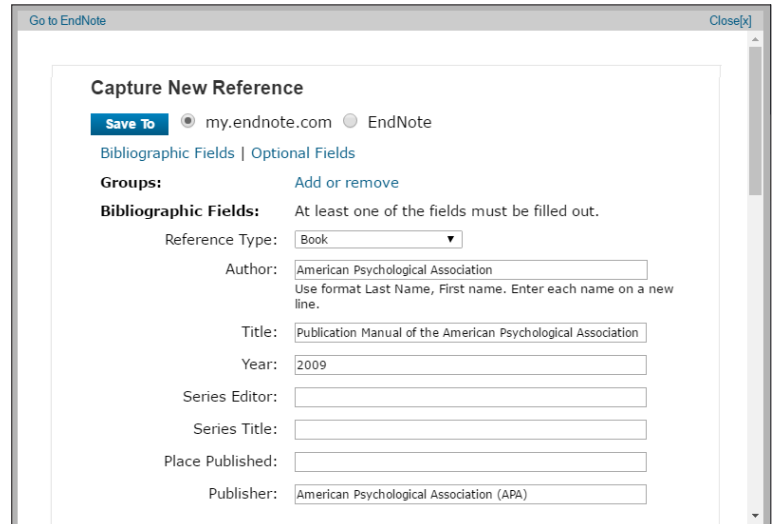 Go to EndNote Close[x]
Capture New Reference
Save To my.endnote.com EndNote
Bibliographic Fields | Optional Fields
Groups: Add or remove
Bibliographic Fields: At least one of the fields must be filled out.
Reference Type: Book
Author: American Psychological Association
Use format Last Name, First name. Enter each name on a new
line.
Title: Publication Manual of the American Psychological Association
Year: 2009
Series Editor:
Series Title:
Place Published:
Publisher: American Psychological Association (APA)